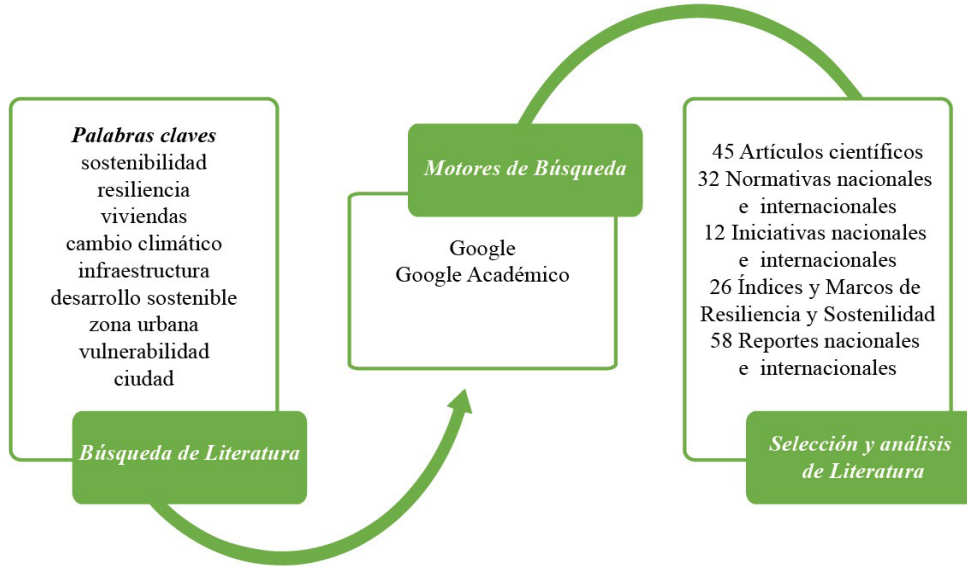 Palabras claves
sostenibilidad
resiliencia
viviendas
cambio climático
infraestructura
desarrollo sostenible
zona urbana
vulnerabilidad
ciudad
Búsqueda de Literatura
Motores de Búsqueda
Google
Google Académico
45 Artículos científicos
32 Normativas nacionales
e internacionales
12 Iniciativas nacionales
e internacionales
26 Índices y Marcos de
Resiliencia y Sostenilidad
58 Reportes nacionales
e internacionales
Selección y análisis
de Literatura